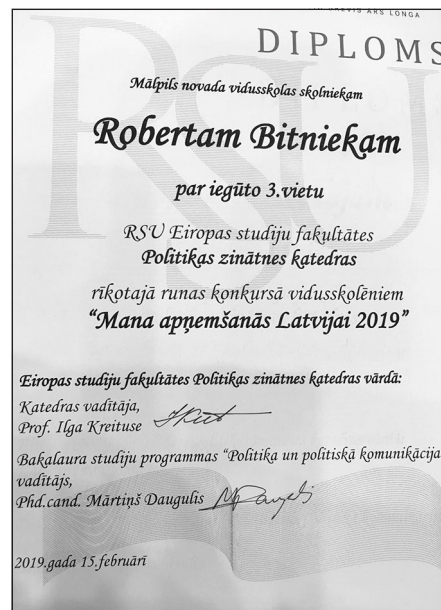 ARS LONGA
DIPLOMS
Mālpils novada vidusskolas skolniekam
Robertam Bitniekam
par iegūto 3.vietu
RSU Eiropas studiju fakultātes
Politikas zinātnes katedras
rīkotajā runas konkursā vidusskolēniem
“Mana apņemšanās Latvijai 2019”
Eiropas studiju fakultātes Politikas zinātnes katedras vārdā:
Katedras vadītāja,
Prof. Ilga Kreituse
Bakalaura studiju programmas “Politika un politiskā komunikācija
vadītājs,
Phd.cand. Mārtiņš Daugulis
2019.gada 15.februārī
RSU